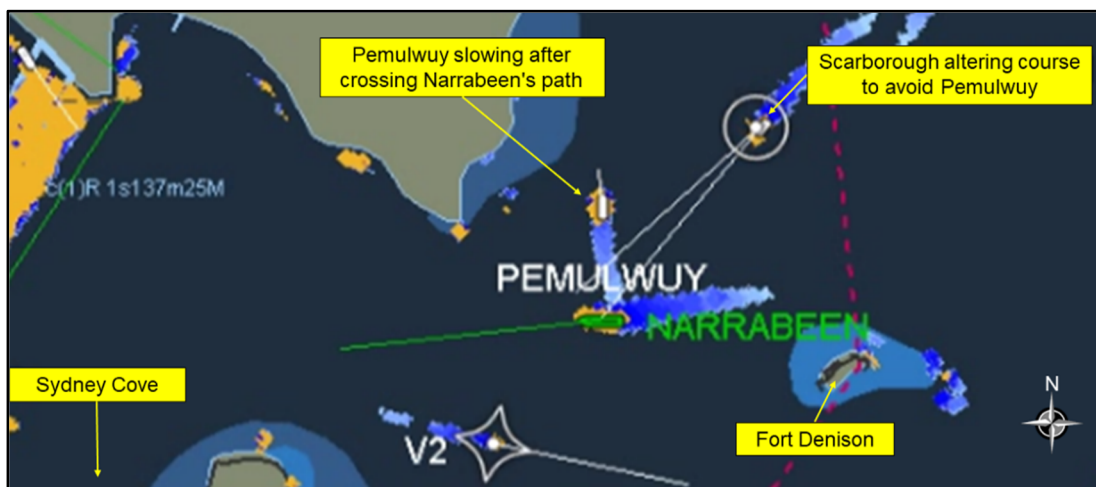 Pemulwuy slowing after
crossing Narrabeen's path
Scarborough altering course
to avoid Pemulwuy
c(1)R 1s137m25M
PEMULWUY
NARRABEEN
Sydney Cove
V2
Fort Denison
N